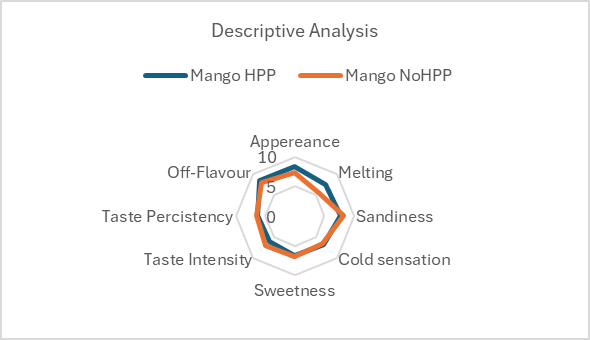 Descriptive Analysis
Mango HPP Mango NoHPP
Appereance
10
Off-Flavour Melting
5
Taste Percistency 0 Sandiness
Taste Intensity Cold sensation
Sweetness